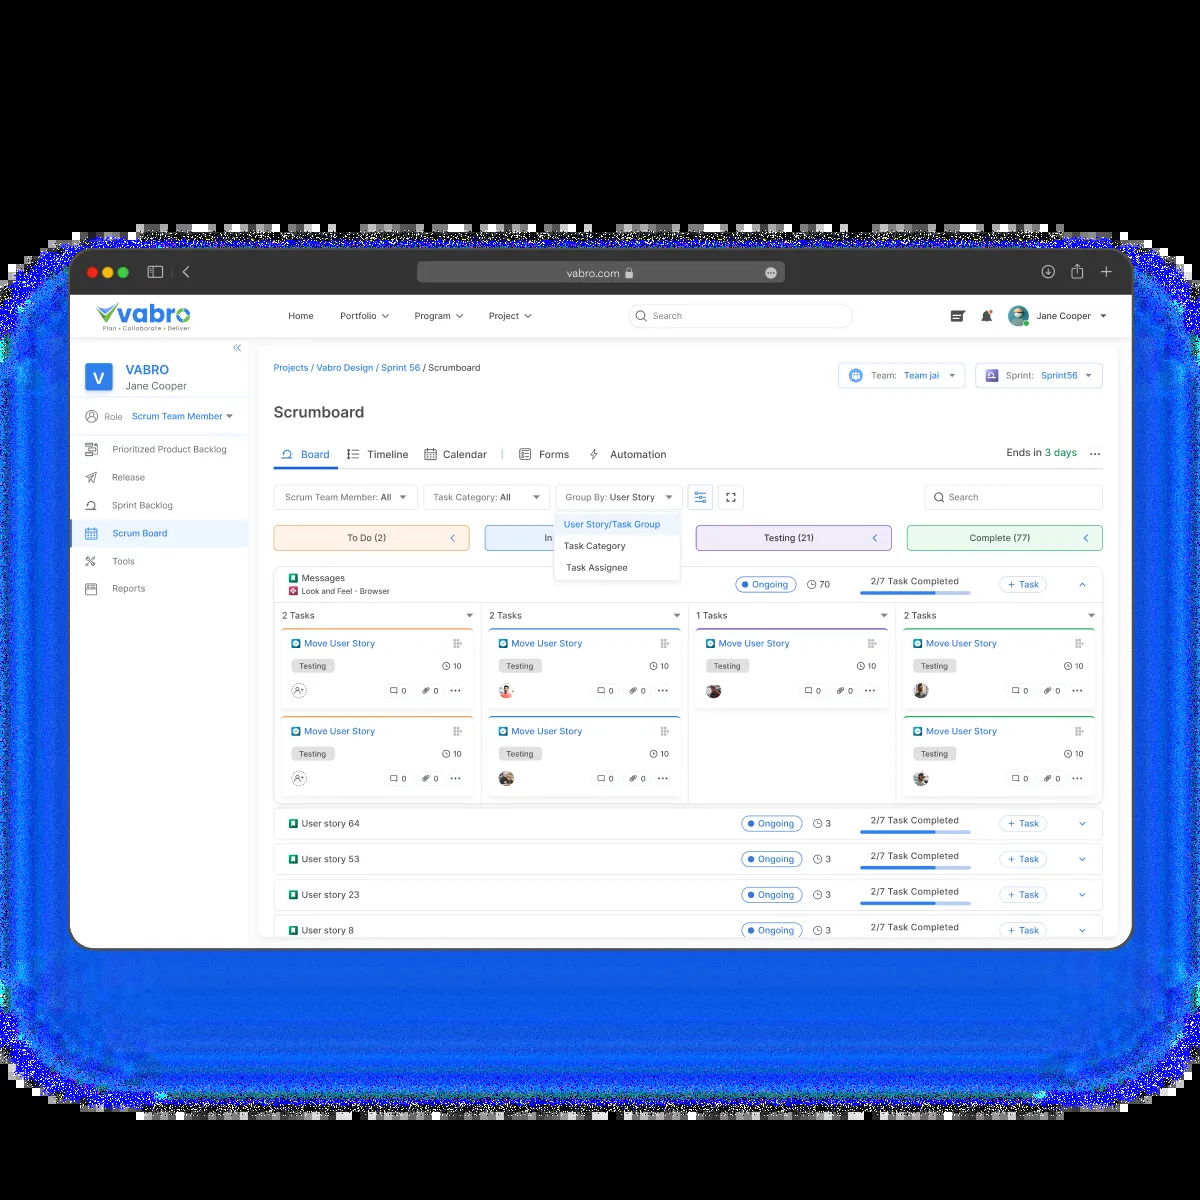 vabro.com
vabro
Plan • Collaborate • Deliver
Home Portfolio Program Project Search Jane Cooper
V VABRO
Jane Cooper
Role Scrum Team Member
Prioritized Product Backlog
Release
Sprint Backlog
Scrum Board
Tools
Reports
Projects / Vabro Design / Sprint 56 / Scrumboard
Team: Team jai Sprint: Sprint56
Scrumboard
Board Timeline Calendar | Forms Automation Ends in 3 days ...
Scrum Team Member: All Task Category: All Group By: User Story Search
User Story/Task Group
Task Category
Task Assignee
To Do (2) In Testing (21) Complete (77)
Messages
Look and Feel - Browser
Ongoing 70 2/7 Task Completed + Task
2 Tasks 2 Tasks 1 Tasks 2 Tasks
Move User Story Move User Story Move User Story Move User Story
Testing 10 Testing 10 Testing 10 Testing 10
0 0 ... 0 0 ... 0 0 ... 0 0 ...
Move User Story Move User Story Move User Story
Testing 10 Testing 10 Testing 10
0 0 ... 0 0 ... 0 0 ...
User story 64 Ongoing 3 2/7 Task Completed + Task
User story 53 Ongoing 3 2/7 Task Completed + Task
User story 23 Ongoing 3 2/7 Task Completed + Task
User story 8 Ongoing 3 2/7 Task Completed + Task